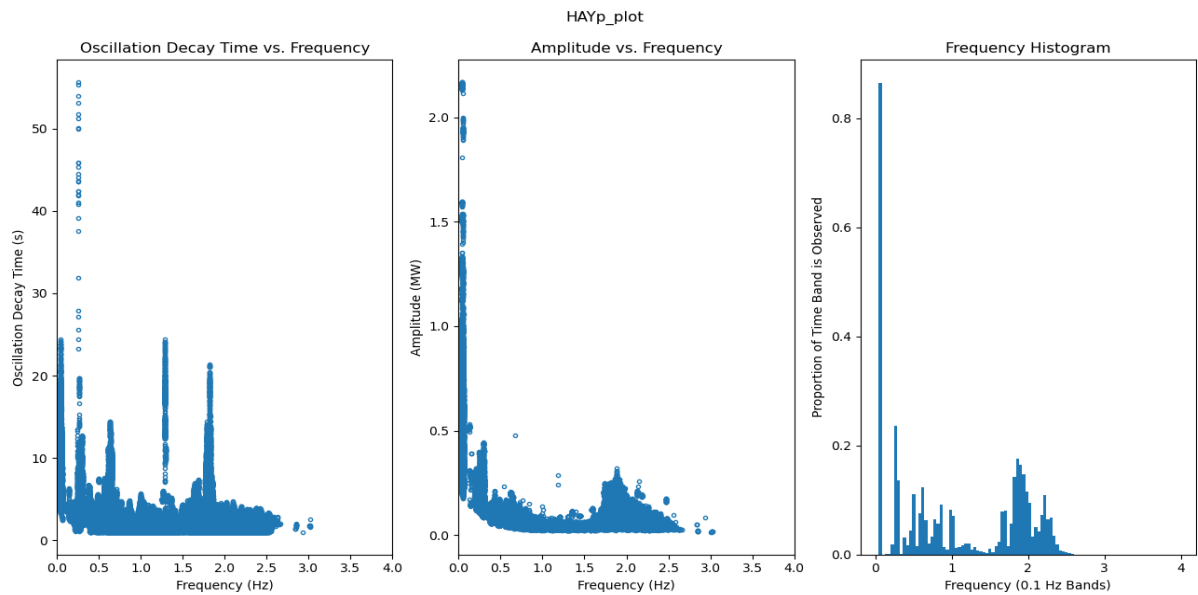 HAYp_plot
Oscillation Decay Time vs. Frequency
Amplitude vs. Frequency
Frequency Histogram
Oscillation Decay Time (s)
50
40
30
20
10
0
0.0 0.5 1.0 1.5 2.0 2.5 3.0 3.5 4.0
Frequency (Hz)
Amplitude (MW)
2.0
1.5
1.0
0.5
0.0
0.0 0.5 1.0 1.5 2.0 2.5 3.0 3.5 4.0
Frequency (Hz)
Proportion of Time Band is Observed
0.8
0.6
0.4
0.2
0.0
0 1 2 3 4
Frequency (0.1 Hz Bands)